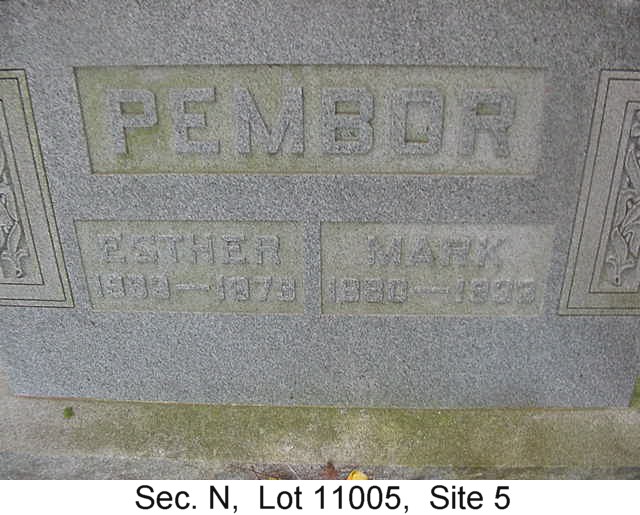 PEMBOR
ESTHER
MARK
Sec. N, Lot 11005, Site 5